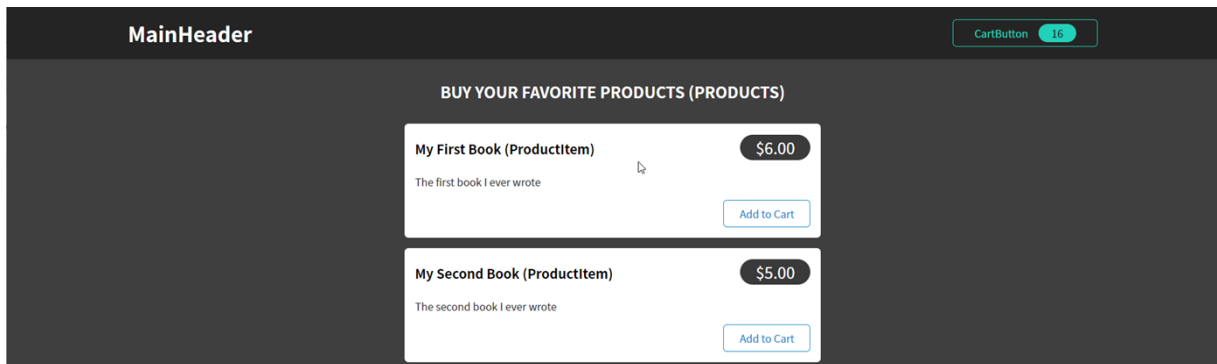 MainHeader
CartButton 16
BUY YOUR FAVORITE PRODUCTS (PRODUCTS)
My First Book (ProductItem) $6.00
The first book I ever wrote
Add to Cart
My Second Book (ProductItem) $5.00
The second book I ever wrote
Add to Cart